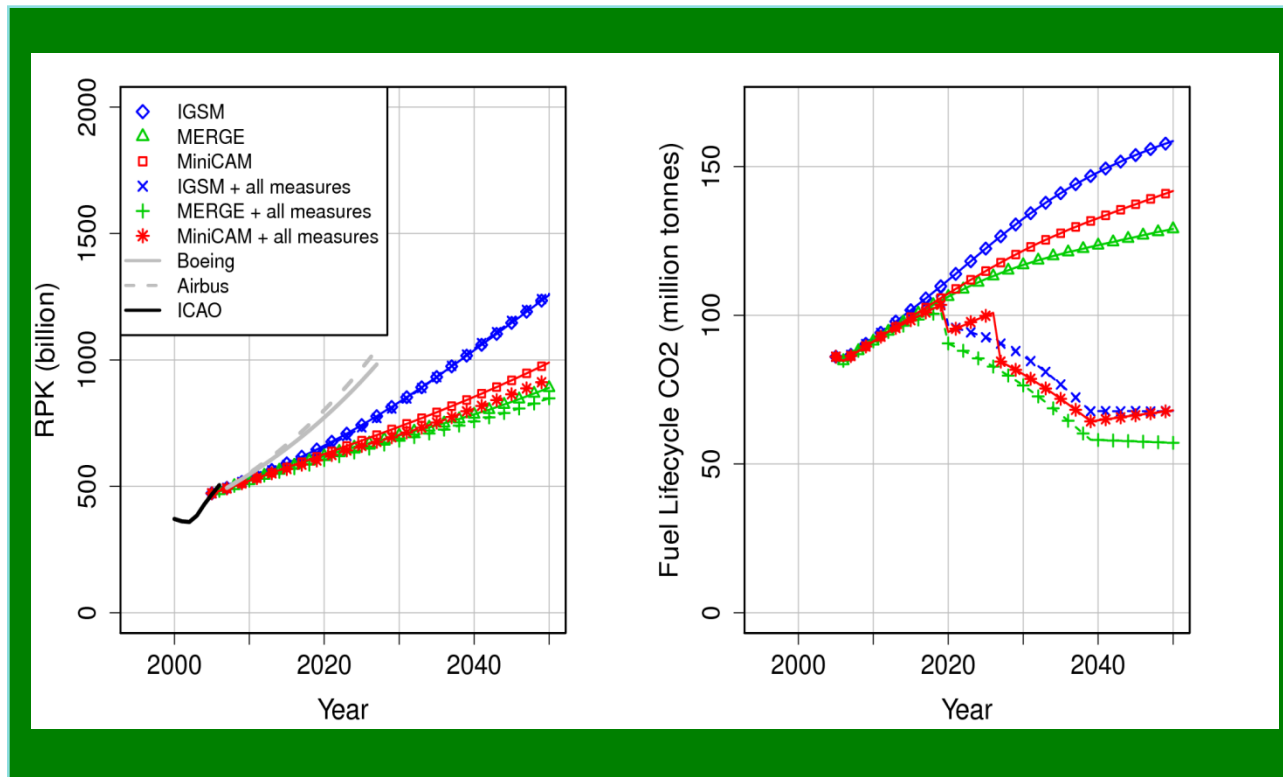 RPK (billion)
2000
1500
1000
500
0
IGSM
MERGE
MiniCAM
IGSM + all measures
MERGE + all measures
MiniCAM + all measures
Boeing
Airbus
ICAO
2000 2020 2040
Year
Fuel Lifecycle CO2 (million tonnes)
150
100
50
0
2000 2020 2040
Year